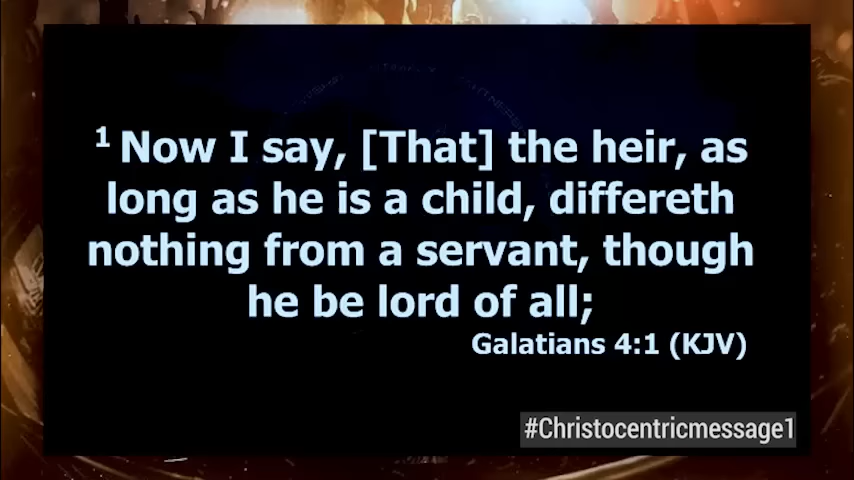 1 Now I say, [That] the heir, as
long as he is a child, differeth
nothing from a servant, though
he be lord of all;
Galatians 4:1 (KJV)
#Christocentricmessage1